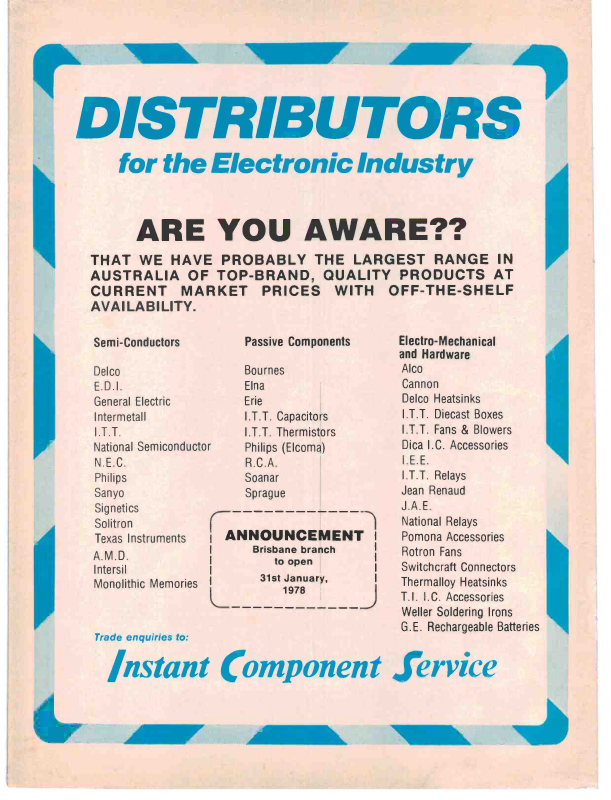 DISTRIBUTORS
for the Electronic Industry
ARE YOU AWARE??
THAT WE HAVE PROBABLY THE LARGEST RANGE IN
AUSTRALIA OF TOP-BRAND, QUALITY PRODUCTS AT
CURRENT MARKET PRICES WITH OFF-THE-SHELF
AVAILABILITY.
Semi-Conductors
Delco
E.D.I.
General Electric
Intermetall
I.T.T.
National Semiconductor
N.E.C.
Philips
Sanyo
Signetics
Solitron
Texas Instruments
A.M.D.
Intersil
Monolithic Memories
Passive Components
Bournes
Elna
Erie
I.T.T. Capacitors
I.T.T. Thermistors
Philips (Elcoma)
R.C.A.
Soanar
Sprague
ANNOUNCEMENT
Brisbane branch
to open
31st January,
1978
Electro-Mechanical
and Hardware
Alco
Cannon
Delco Heatsinks
I.T.T. Diecast Boxes
I.T.T. Fans & Blowers
Dica I.C. Accessories
I.E.E.
I.T.T. Relays
Jean Renaud
J.A.E.
National Relays
Pomona Accessories
Rotron Fans
Switchcraft Connectors
Thermalloy Heatsinks
T.I. I.C. Accessories
Weller Soldering Irons
G.E. Rechargeable Batteries
Trade enquiries to:
Instant Component Service